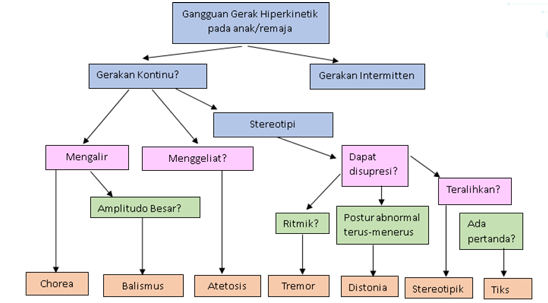 Gangguan Gerak Hiperkinetik
pada anak/remaja
Gerakan Kontinu?
Gerakan Intermitten
Stereotipi
Mengalir
Menggeliat?
Dapat
disupresi?
Teralihkan?
Amplitudo Besar?
Ritmik?
Postur abnormal
terus-menerus
Ada
pertanda?
Chorea
Balismus
Atetosis
Tremor
Distonia
Stereotipik
Tiks